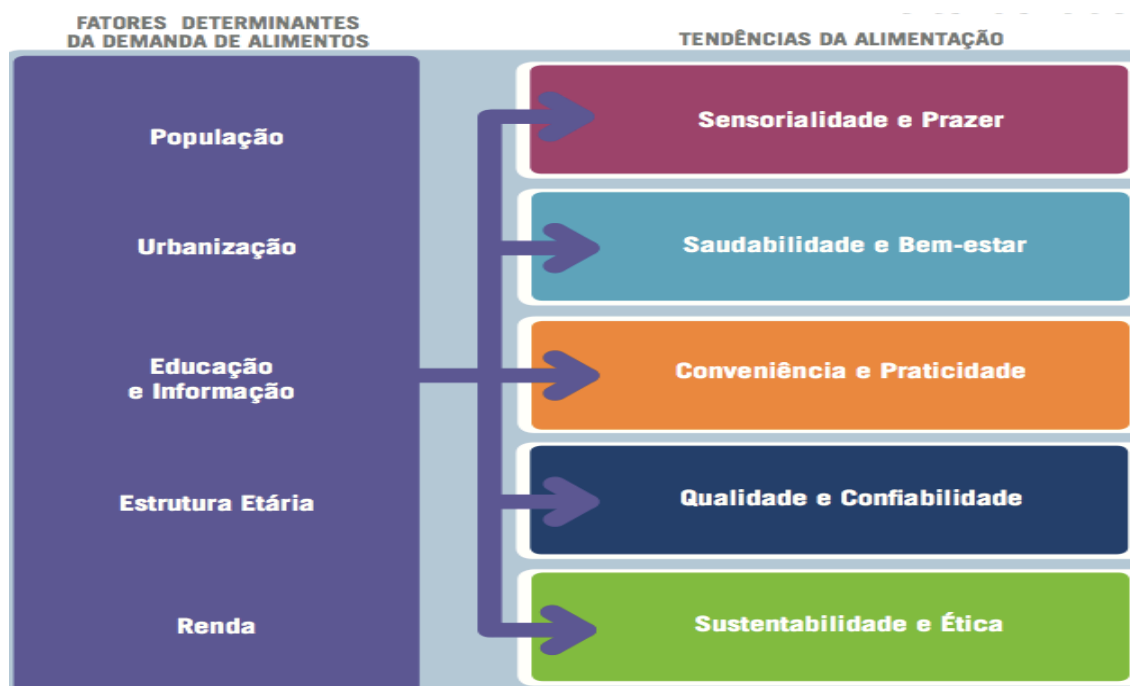 FATORES DETERMINANTES
DA DEMANDA DE ALIMENTOS
TENDÊNCIAS DA ALIMENTAÇÃO
População
Urbanização
Educação
e Informação
Estrutura Etária
Renda
Sensorialidade e Prazer
Saudabilidade e Bem-estar
Conveniência e Praticidade
Qualidade e Confiabilidade
Sustentabilidade e Ética